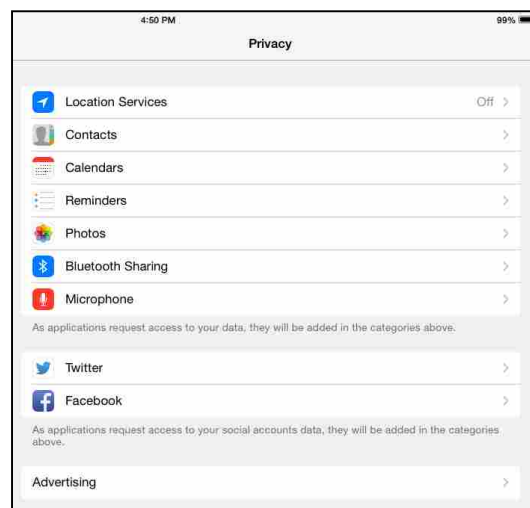 4:50 PM 99%
Privacy
Location Services Off
Contacts
Calendars
Reminders
Photos
Bluetooth Sharing
Microphone
As applications request access to your data, they will be added in the categories above.
Twitter
Facebook
As applications request access to your social accounts data, they will be added in the categories
above.
Advertising